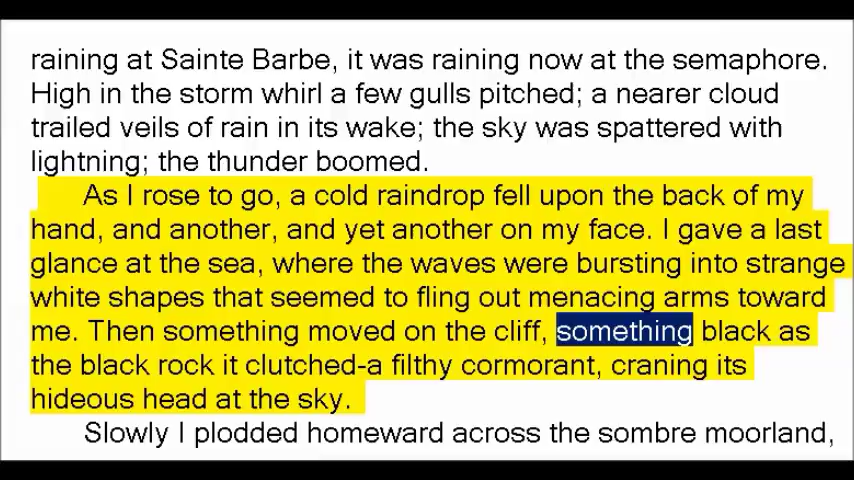 raining at Sainte Barbe, it was raining now at the semaphore.
High in the storm whirl a few gulls pitched; a nearer cloud
trailed veils of rain in its wake; the sky was spattered with
lightning; the thunder boomed.
As I rose to go, a cold raindrop fell upon the back of my
hand, and another, and yet another on my face. I gave a last
glance at the sea, where the waves were bursting into strange
white shapes that seemed to fling out menacing arms toward
me. Then something moved on the cliff, something black as
the black rock it clutched-a filthy cormorant, craning its
hideous head at the sky.
Slowly I plodded homeward across the sombre moorland,